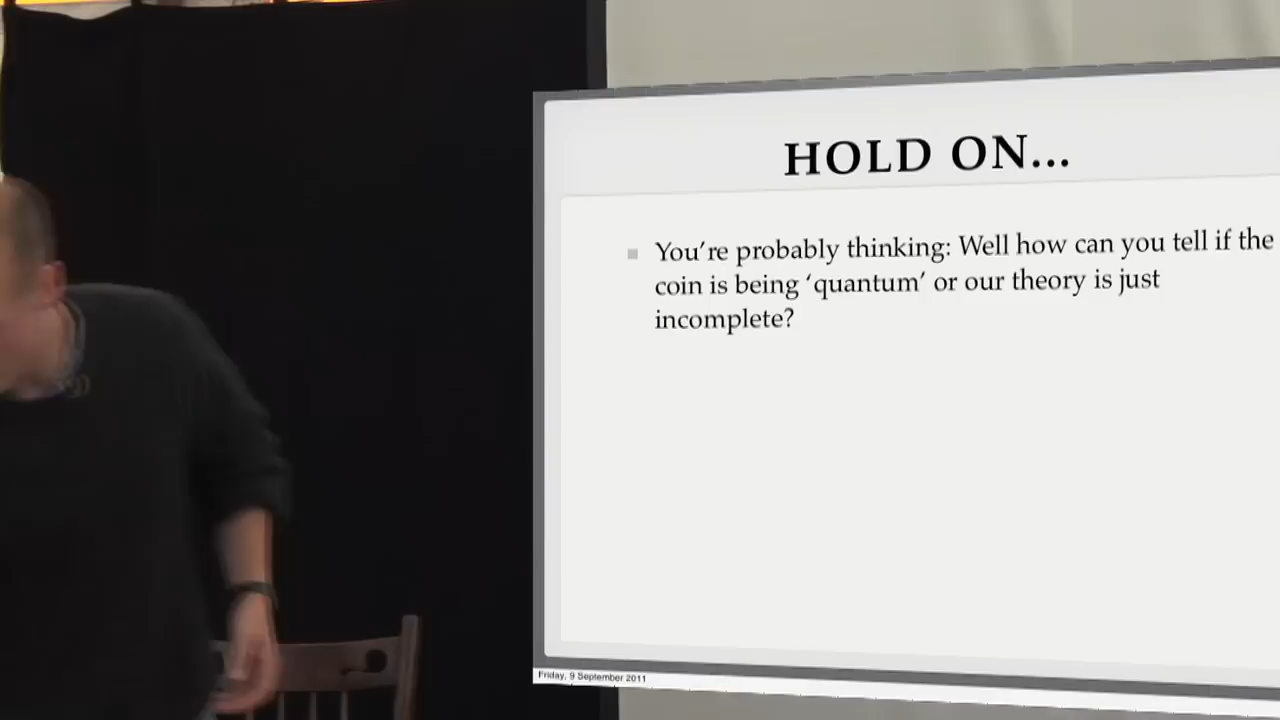 HOLD ON...
You're probably thinking: Well how can you tell if the
coin is being 'quantum' or our theory is just
incomplete?
Friday, 9 September 2011